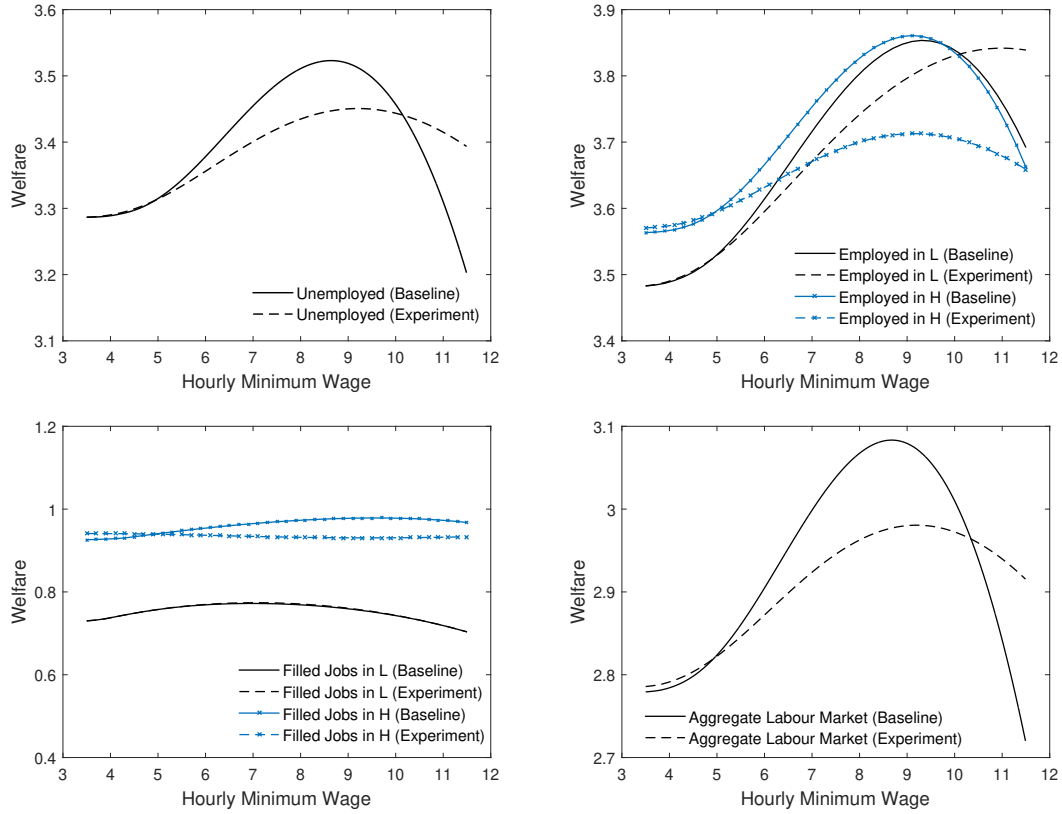 3.6
3.5
3.4
3.3
3.2
3.1
Welfare
3 4 5 6 7 8 9 10 11 12
Hourly Minimum Wage
Unemployed (Baseline)
Unemployed (Experiment)
3.9
3.8
3.7
3.6
3.5
3.4
Welfare
3 4 5 6 7 8 9 10 11 12
Hourly Minimum Wage
Employed in L (Baseline)
Employed in L (Experiment)
Employed in H (Baseline)
Employed in H (Experiment)
1.2
1
0.8
0.6
0.4
Welfare
3 4 5 6 7 8 9 10 11 12
Hourly Minimum Wage
Filled Jobs in L (Baseline)
Filled Jobs in L (Experiment)
Filled Jobs in H (Baseline)
Filled Jobs in H (Experiment)
3.1
3
2.9
2.8
2.7
Welfare
3 4 5 6 7 8 9 10 11 12
Hourly Minimum Wage
Aggregate Labour Market (Baseline)
Aggregate Labour Market (Experiment)